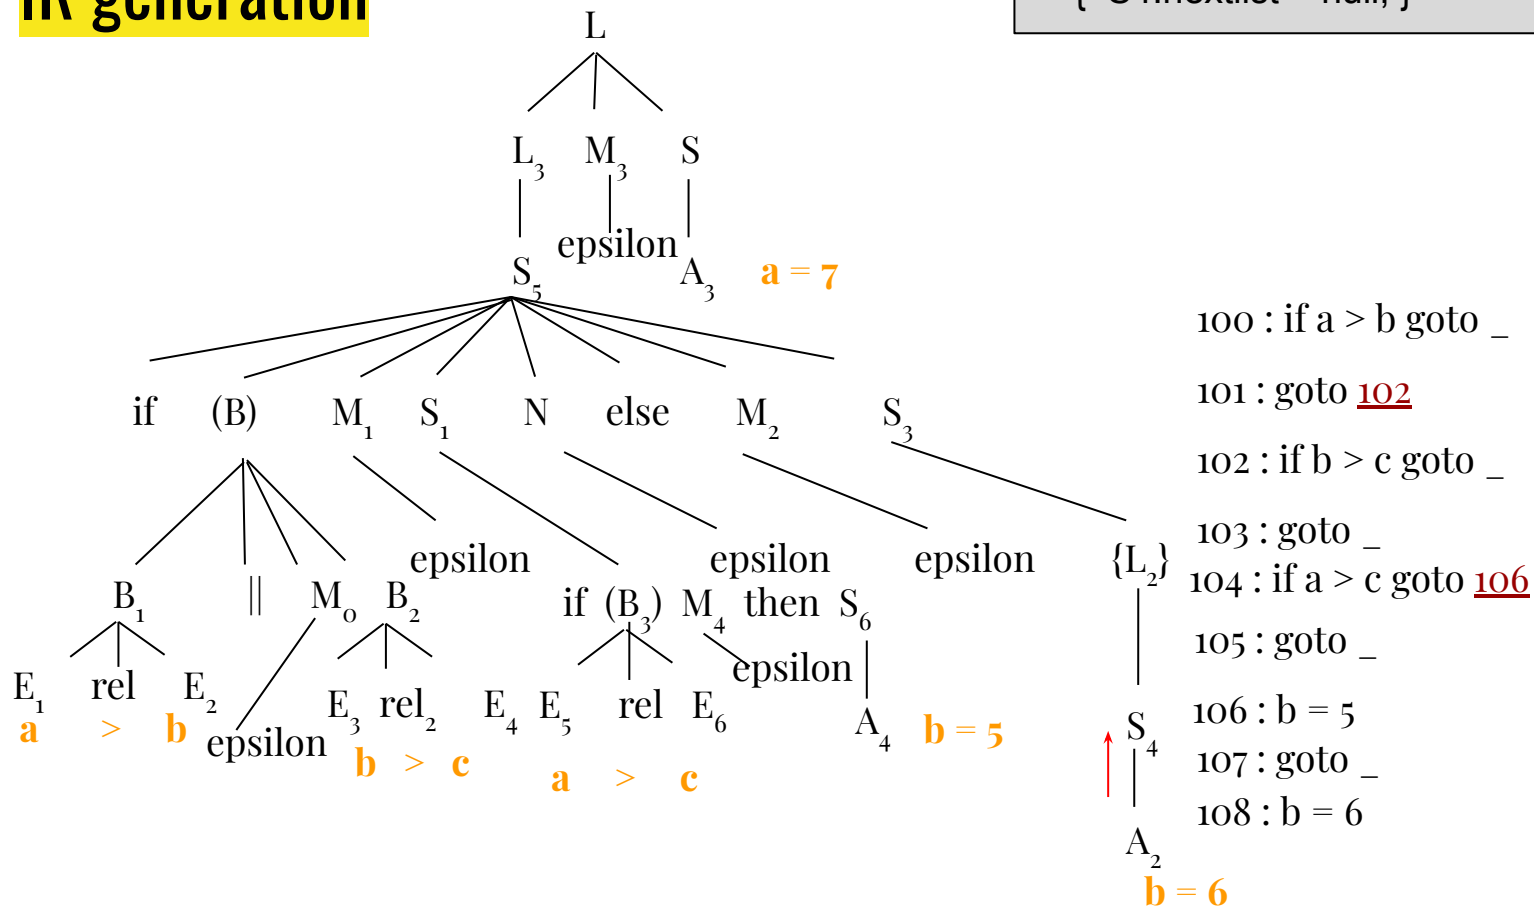 IR generation
{ S.nextlist = null; }
L
L3 M3 S
epsilon
S5 A3 a = 7
if (B) M1 S1 N else M2 S3
epsilon epsilon epsilon {L2}
B1 || M0 B2 if (B3) M4 then S6
epsilon
E1 rel E2 E3 rel2 E4 E5 rel E6
a > b epsilon A4 b = 5 S4
b > c a > c
A2
b = 6
100 : if a > b goto _
101 : goto 102
102 : if b > c goto _
103 : goto _
104 : if a > c goto 106
105 : goto _
106 : b = 5
107 : goto _
108 : b = 6